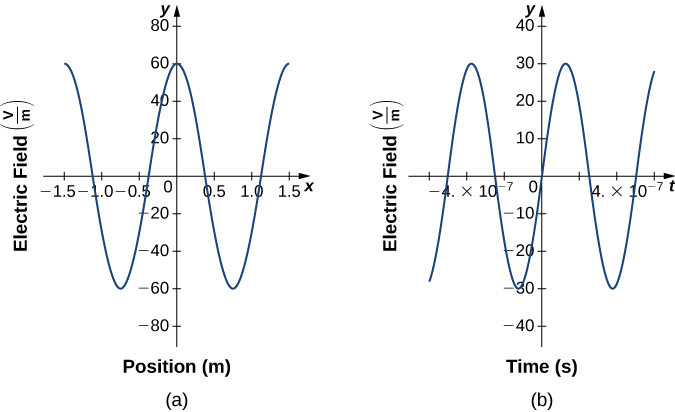 y
80
60
40
20
0
−20
−40
−60
−80
−1.5 −1.0 −0.5
0.5 1.0 1.5 x
Electric Field (V/m)
Position (m)
(a)
y
40
30
20
10
0
−10
−20
−30
−40
−4. × 10⁻⁷
4. × 10⁻⁷ t
Electric Field (V/m)
Time (s)
(b)